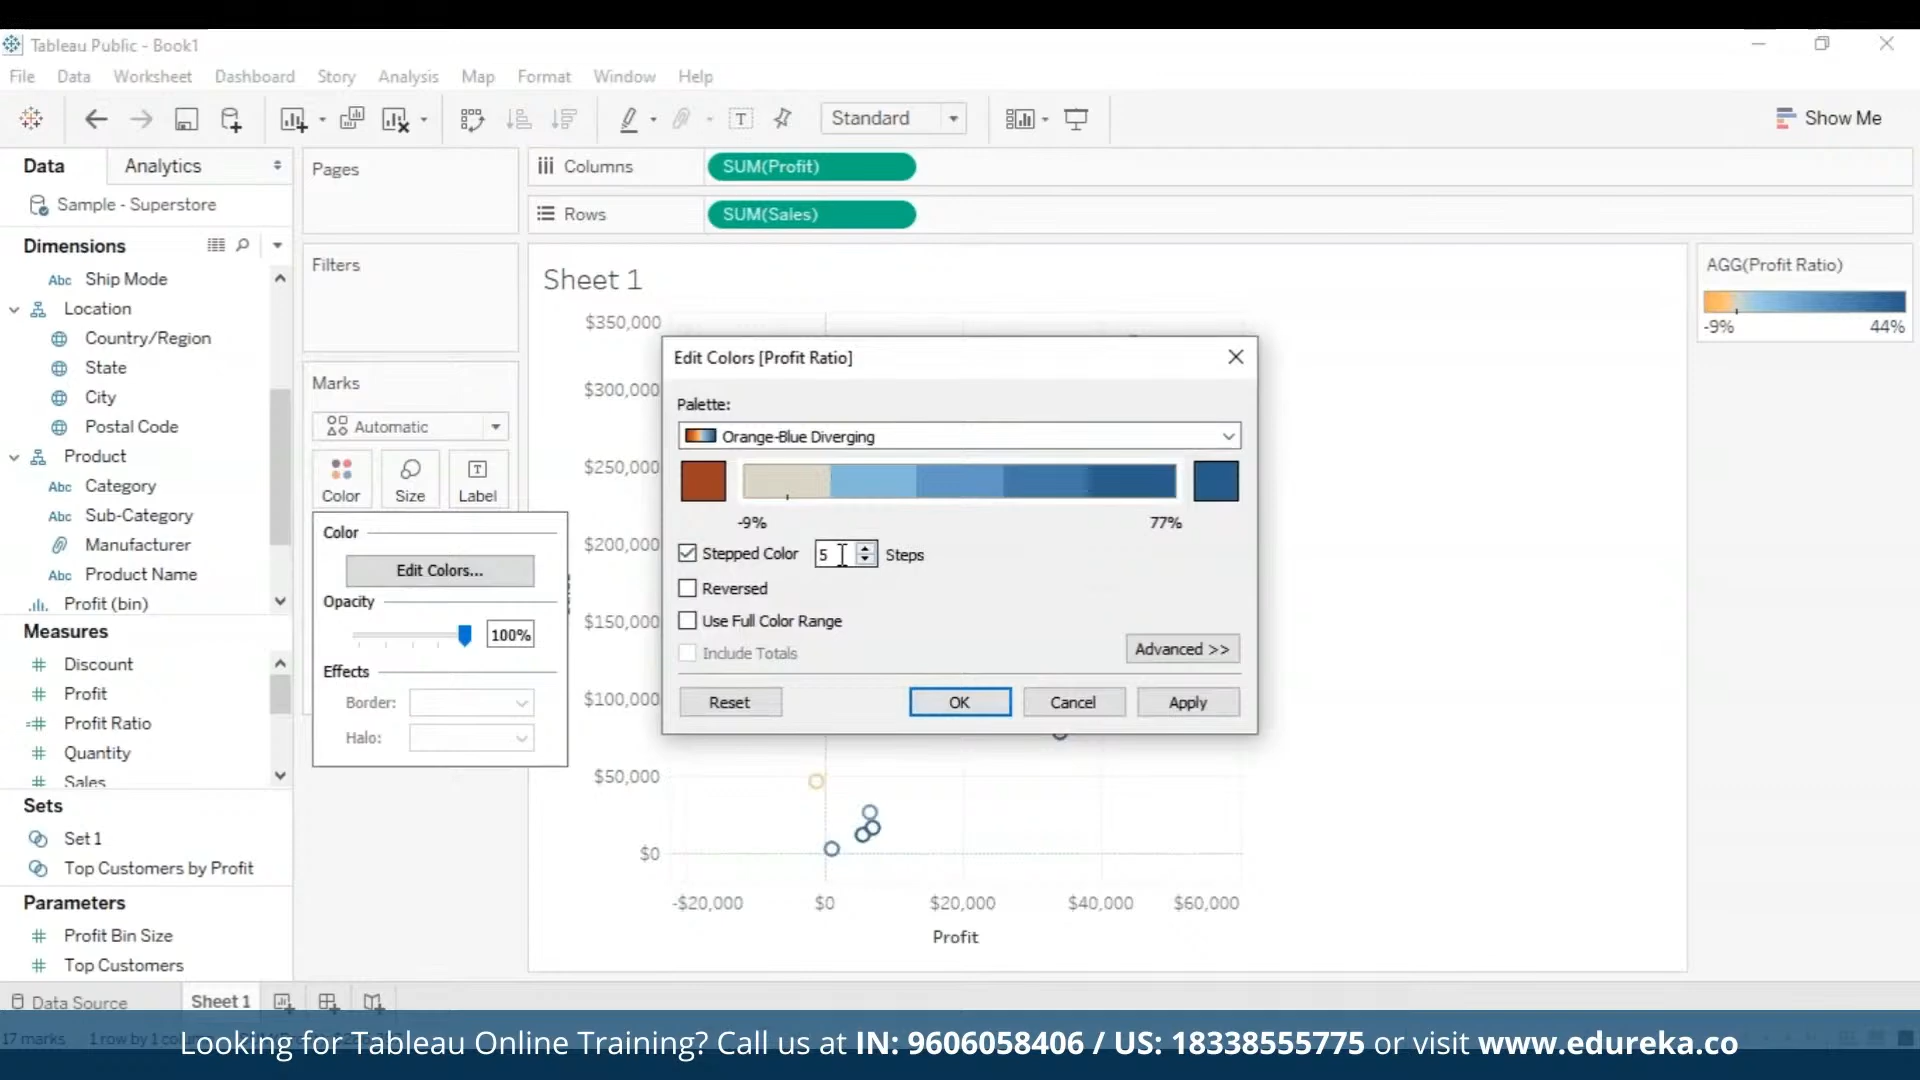 Tableau Public - Book1
File Data Worksheet Dashboard Story Analysis Map Format Window Help
Standard
Show Me
Data Analytics
Sample - Superstore
Dimensions
Abc Ship Mode
Location
Country/Region
State
City
Postal Code
Product
Abc Category
Abc Sub-Category
Manufacturer
Abc Product Name
Profit (bin)
Measures
Discount
Profit
Profit Ratio
Quantity
Sales
Sets
Set 1
Top Customers by Profit
Parameters
Profit Bin Size
Top Customers
Pages
Filters
Marks
Automatic
Color Size Label
Color
Edit Colors...
Opacity
100%
Effects
Border:
Halo:
Columns SUM(Profit)
Rows SUM(Sales)
Sheet 1
$350,000
$300,000
$250,000
$200,000
$150,000
$100,000
$50,000
$0
-$20,000 $0 $20,000 $40,000 $60,000
Profit
Edit Colors [Profit Ratio]
Palette:
Orange-Blue Diverging
-9% 77%
Stepped Color 5 Steps
Reversed
Use Full Color Range
Include Totals
Advanced >>
Reset OK Cancel Apply
AGG(Profit Ratio)
-9% 44%
Data Source Sheet 1
17 marks 1 row by 1
Looking for Tableau Online Training? Call us at IN: 9606058406 / US: 18338555775 or visit www.edureka.co